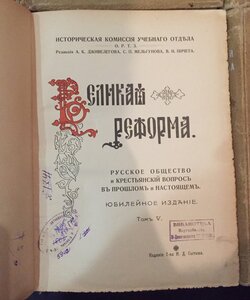 ИСТОРИЧЕСКАЯ КОМИССІЯ УЧЕБНАГО ОТДѢЛА
О. Р. Т. З.
Редакція А. К. ДЖИВЕЛЕГОВА, С. П. МЕЛЬГУНОВА, В. И. ПИЧЕТА.
ВЕЛИКАЯ
РЕФОРМА.
РУССКОЕ ОБЩЕСТВО
и КРЕСТЬЯНСКІЙ ВОПРОСЪ
ВЪ ПРОШЛОМЪ и НАСТОЯЩЕМЪ.
ЮБИЛЕЙНОЕ ИЗДАНІЕ.
Томъ V.
БИБЛИОТЕКА
Изданіе Т-ва И. Д. Сытина.